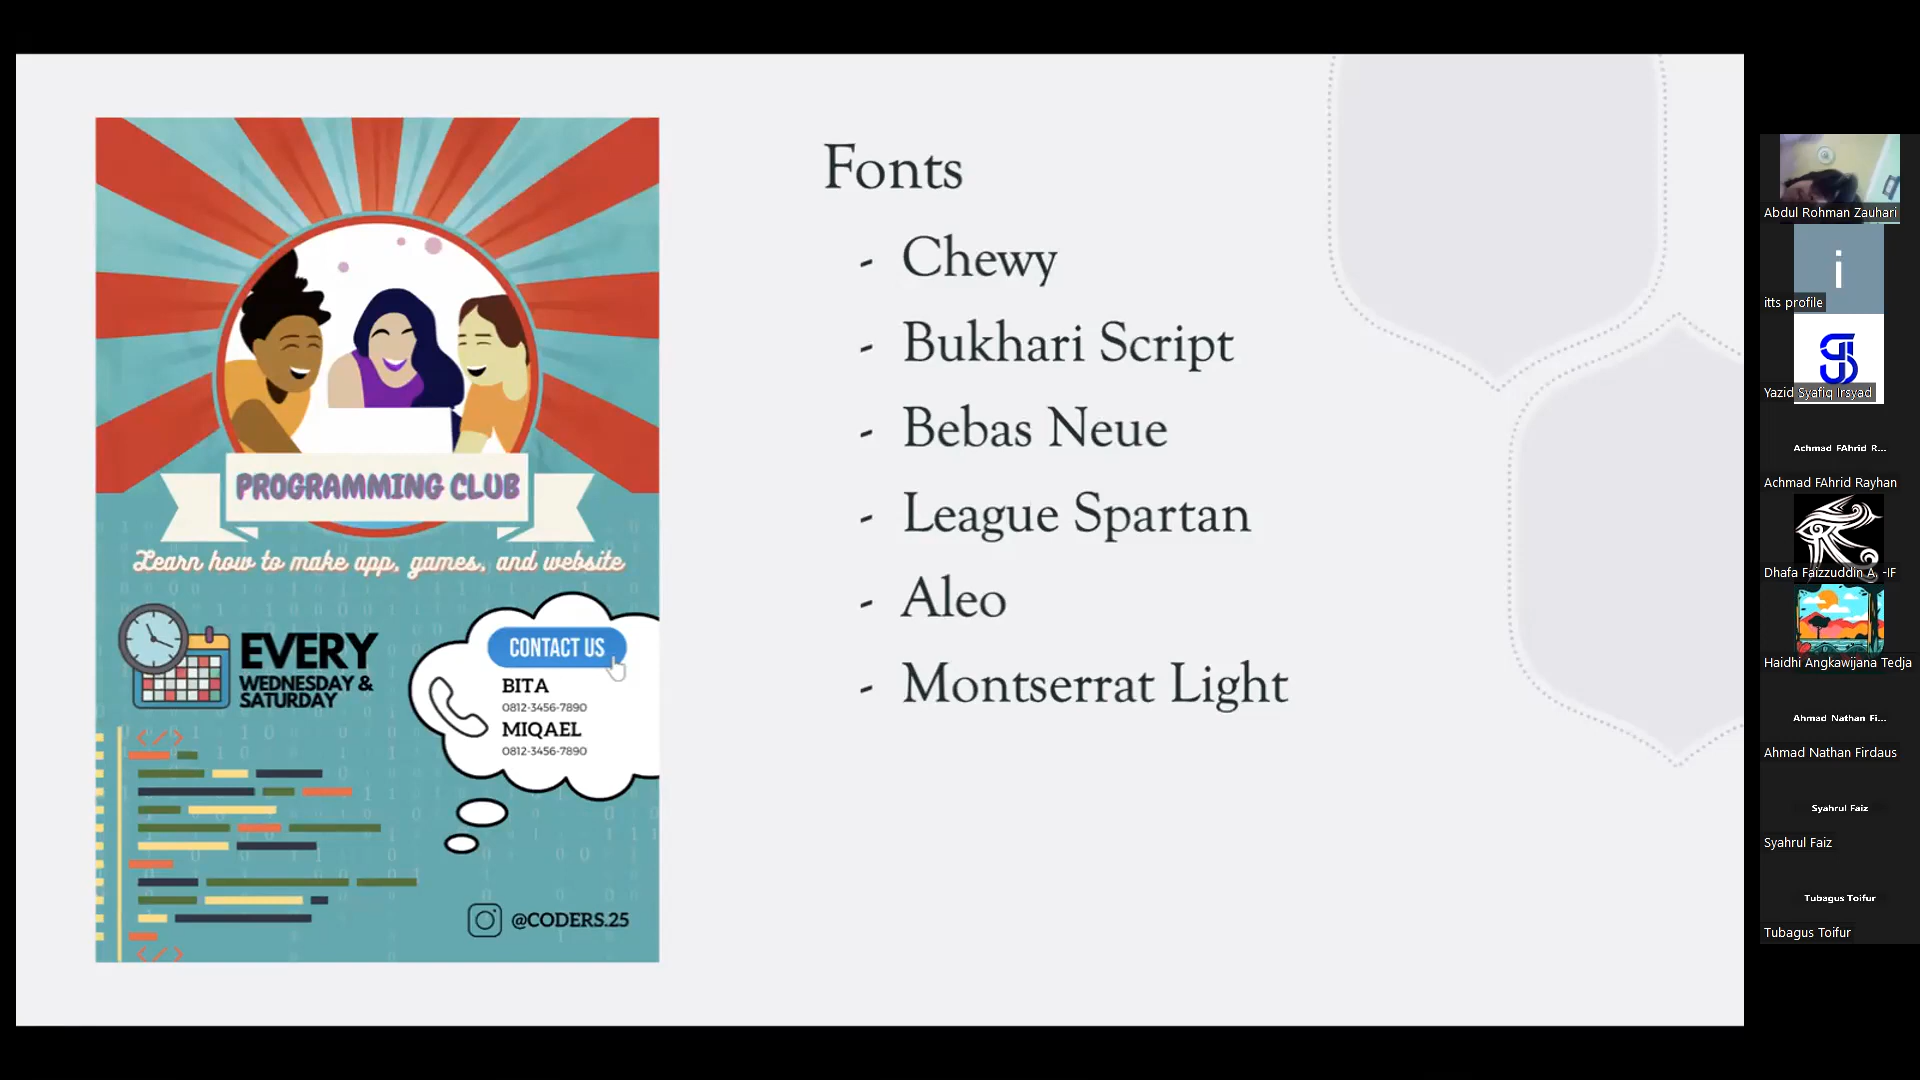 PROGRAMMING CLUB
Learn how to make app, games, and website
EVERY
WEDNESDAY &
SATURDAY
CONTACT US
BITA
0812-3456-7890
MIQAEL
0812-3456-7890
</>
</>
@CODERS.25
Fonts
- Chewy
- Bukhari Script
- Bebas Neue
- League Spartan
- Aleo
- Montserrat Light
Abdul Rohman Zauhari
i
itts profile
Yazid Syafiq Irsyad
Achmad FAhrid R...
Achmad FAhrid Rayhan
Dhafa Faizzuddin A. -IF
Haidhi Angkawijana Tedja
Ahmad Nathan Fi...
Ahmad Nathan Firdaus
Syahrul Faiz
Syahrul Faiz
Tubagus Toifur
Tubagus Toifur